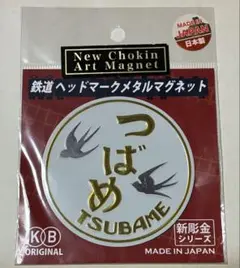 New Chokin
Art Magnet
MADE IN
JAPAN
日本製
鉄道 ヘッドマークメタルマグネット
つばめ
TSUBAME
KB
ORIGINAL
新彫金
シリーズ
MADE IN JAPAN